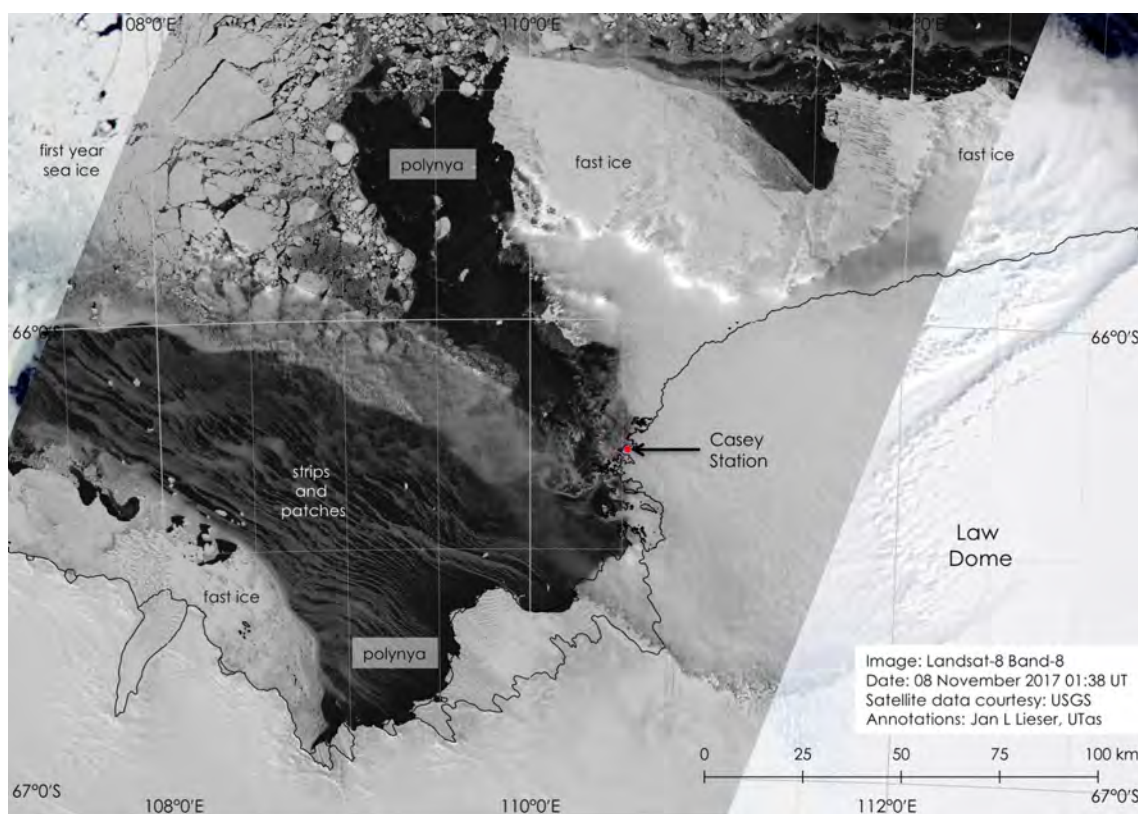 08°0'E
110°0'E
112°0'E
first year
sea ice
polynya
fast ice
fast ice
66°0'S
66°0'S
Casey
Station
strips
and
patches
Law
Dome
fast ice
polynya
Image: Landsat-8 Band-8
Date: 08 November 2017 01:38 UT
Satellite data courtesy: USGS
Annotations: Jan L Lieser, UTas
0 25 50 75 100 km
67°0'S
108°0'E
110°0'E
112°0'E
67°0'S